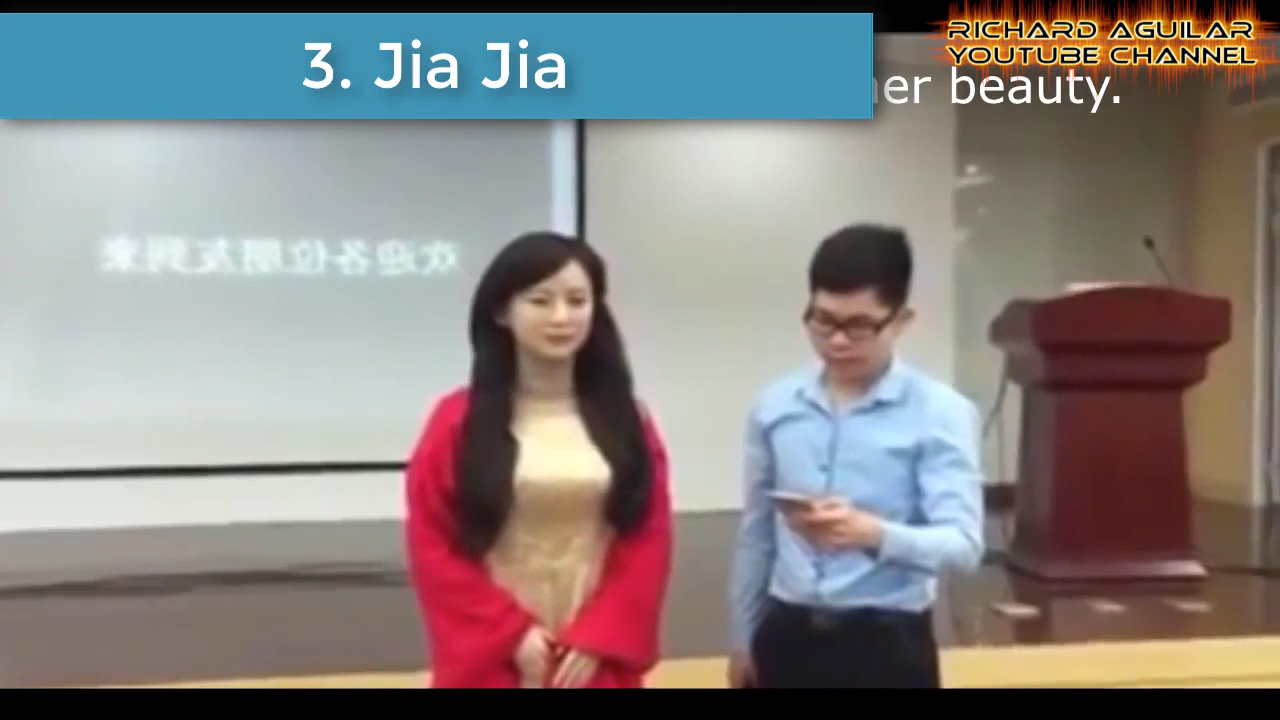 3. Jia Jia
RICHARD AGUILAR
YOUTUBE CHANNEL
er beauty.
欢迎各位朋友到来